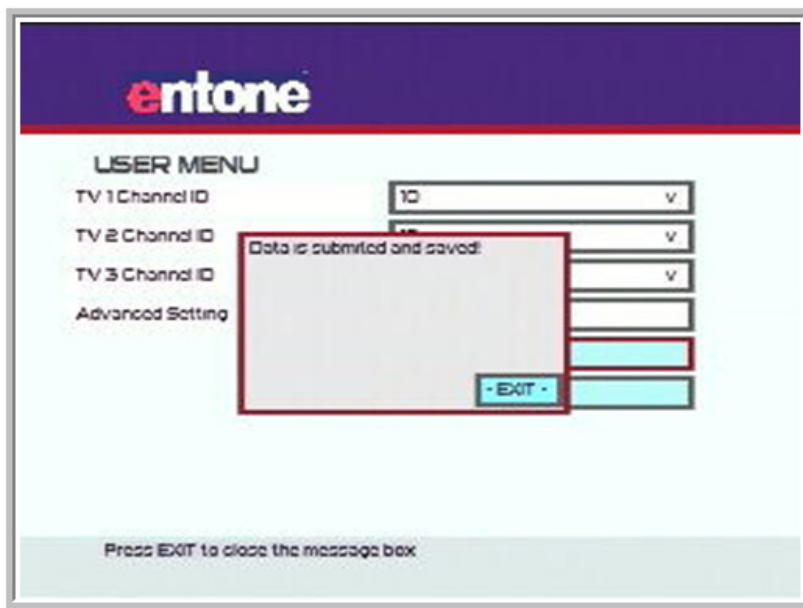 entone
USER MENU
TV 1 Channel ID 10 v
TV 2 Channel ID v
Data is submited and saved!
TV 3 Channel ID v
Advanced Setting
- EXIT -
Press EXIT to close the message box